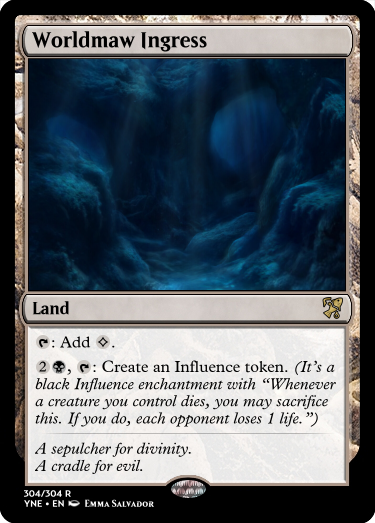 Worldmaw Ingress
Land
: Add .
2, : Create an Influence token. (It's a
black Influence enchantment with “Whenever
a creature you control dies, you may sacrifice
this. If you do, each opponent loses 1 life.”)
A sepulcher for divinity.
A cradle for evil.
304/304 R
YNE • EN Emma Salvador